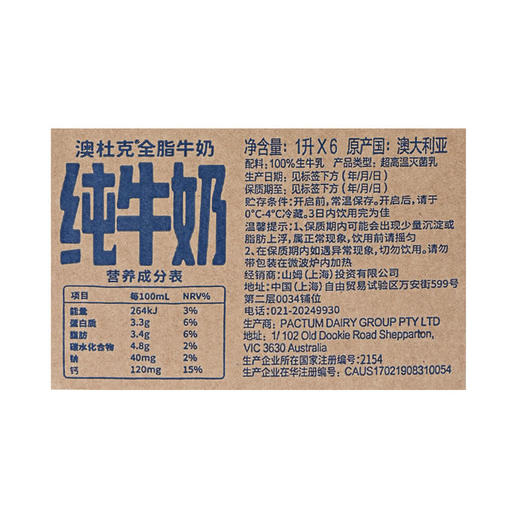 澳杜克®全脂牛奶
纯牛奶
营养成分表
项目 每100mL NRV%
能量 264kJ 3%
蛋白质 3.3g 6%
脂肪 3.4g 6%
碳水化合物 4.8g 2%
钠 40mg 2%
钙 120mg 15%
净含量：1升X6 原产国：澳大利亚
配料：100%生牛乳 产品类型：超高温灭菌乳
生产日期：见标签下方（年/月/日）
保质期至：见标签下方（年/月/日）
贮存条件：开启前，常温保存。开启后，请于
0℃-4℃冷藏。3日内饮用完为佳
温馨提示：1、保质期内可能会出现少量沉淀或
脂肪上浮，属正常现象，饮用前请摇匀
2、在保质期内如遇异常现象，切勿饮用。请勿
带包装在微波炉内加热
经销商：山姆（上海）投资有限公司
地址：中国（上海）自由贸易试验区万安街599号
第二层0034铺位
电话：021-20249930
生产商：PACTUM DAIRY GROUP PTY LTD
地址：1/ 102 Old Dookie Road Shepparton,
VIC 3630 Australia
生产企业所在国家注册编号：2154
生产企业在华注册编号：CAUS17021908310054